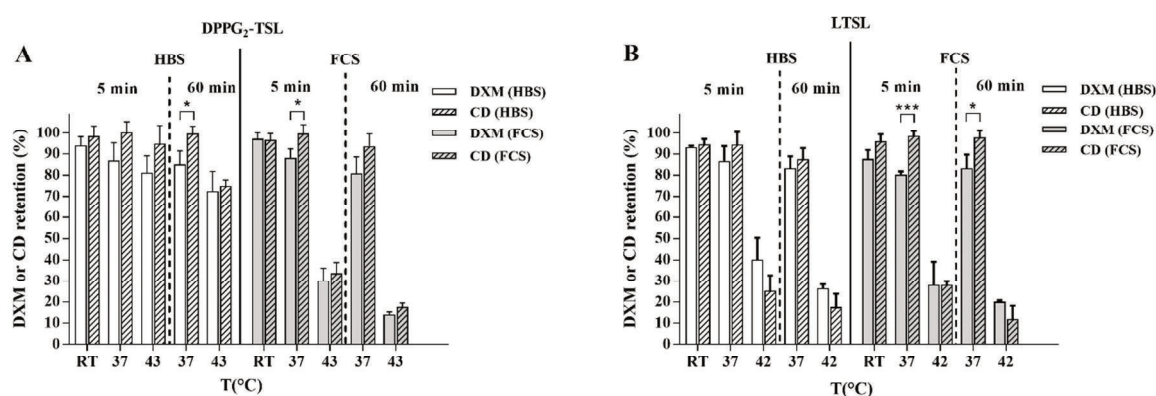 DPPG2-TSL
A
HBS
FCS
5 min
60 min
5 min
60 min
DXM (HBS)
CD (HBS)
DXM (FCS)
CD (FCS)
*
*
DXM or CD retention (%)
100
90
80
70
60
50
40
30
20
10
0
RT 37 43 37 43 RT 37 43 37 43
T(°C)
LTSL
B
HBS
FCS
5 min
60 min
5 min
60 min
DXM (HBS)
CD (HBS)
DXM (FCS)
CD (FCS)
***
*
DXM or CD retention (%)
100
90
80
70
60
50
40
30
20
10
0
RT 37 42 37 42 RT 37 42 37 42
T(°C)